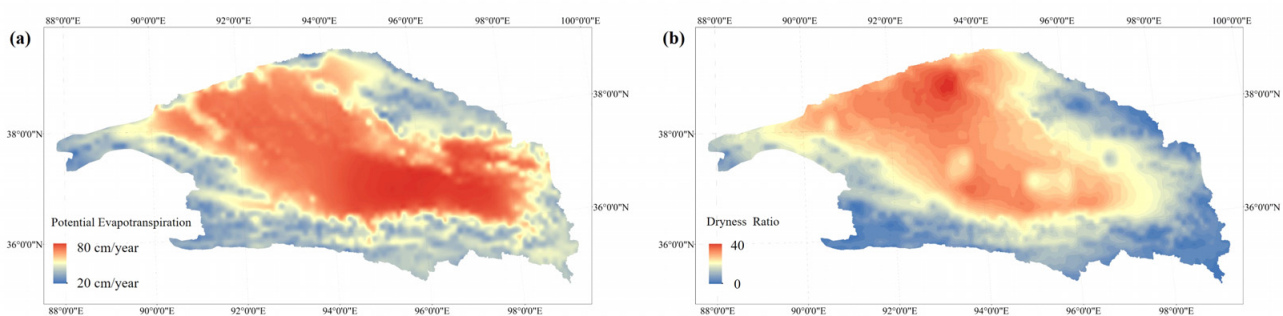 88°0'0"E 90°0'0"E 92°0'0"E 94°0'0"E 96°0'0"E 98°0'0"E 100°0'0"E
(a)
38°0'0"N
38°0'0"N
36°0'0"N
36°0'0"N
Potential Evapotranspiration
80 cm/year
20 cm/year
88°0'0"E 90°0'0"E 92°0'0"E 94°0'0"E 96°0'0"E 98°0'0"E
88°0'0"E 90°0'0"E 92°0'0"E 94°0'0"E 96°0'0"E 98°0'0"E 100°0'0"E
(b)
38°0'0"N
38°0'0"N
36°0'0"N
36°0'0"N
Dryness Ratio
40
0
88°0'0"E 90°0'0"E 92°0'0"E 94°0'0"E 96°0'0"E 98°0'0"E